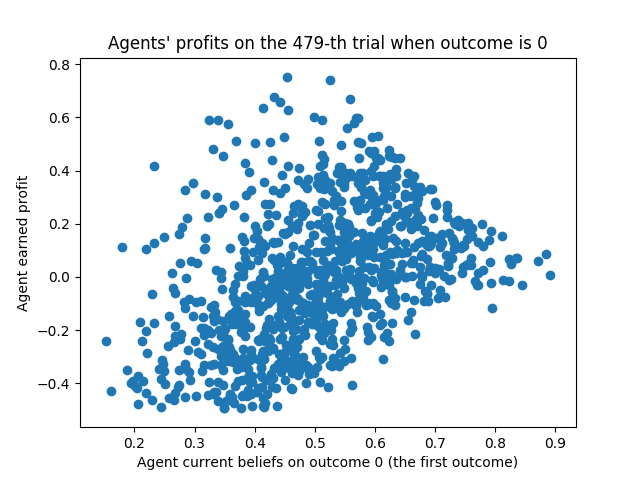 Agents' profits on the 479-th trial when outcome is 0
0.8
0.6
0.4
0.2
0.0
−0.2
−0.4
Agent earned profit
0.2 0.3 0.4 0.5 0.6 0.7 0.8 0.9
Agent current beliefs on outcome 0 (the first outcome)